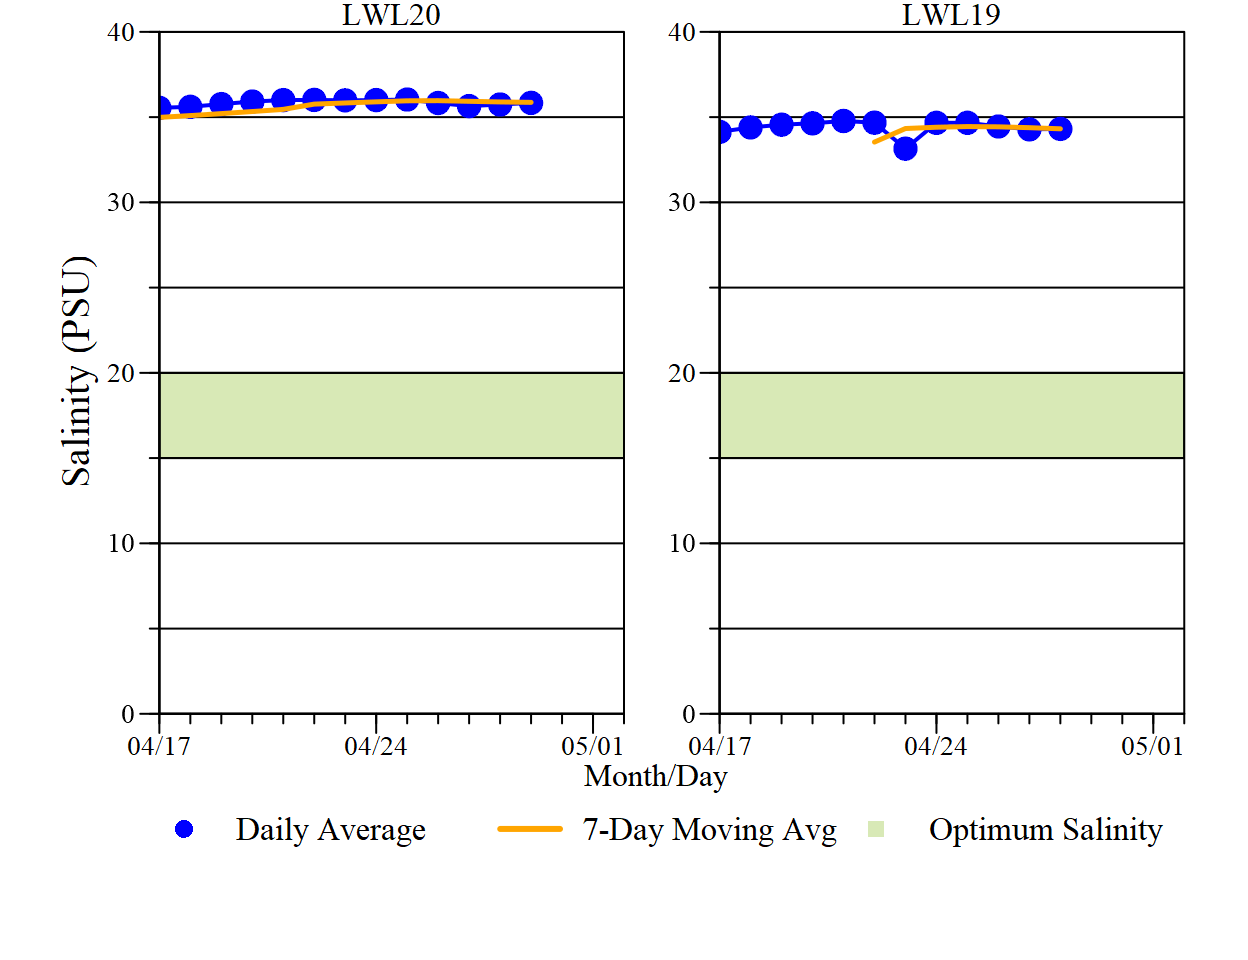 LWL20
LWL19
40
30
20
10
0
40
30
20
10
0
Salinity (PSU)
04/17
04/24
05/01
04/17
04/24
05/01
Month/Day
Daily Average
7-Day Moving Avg
Optimum Salinity